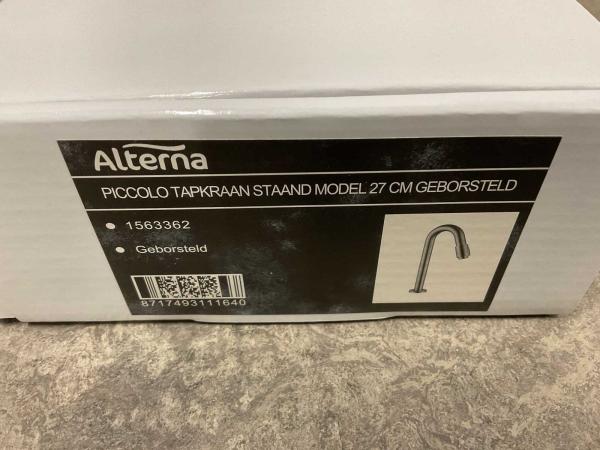 Alterna
PICCOLO TAPKRAAN STAAND MODEL 27 CM GEBORSTELD
1563362
Geborsteld
8717493111640